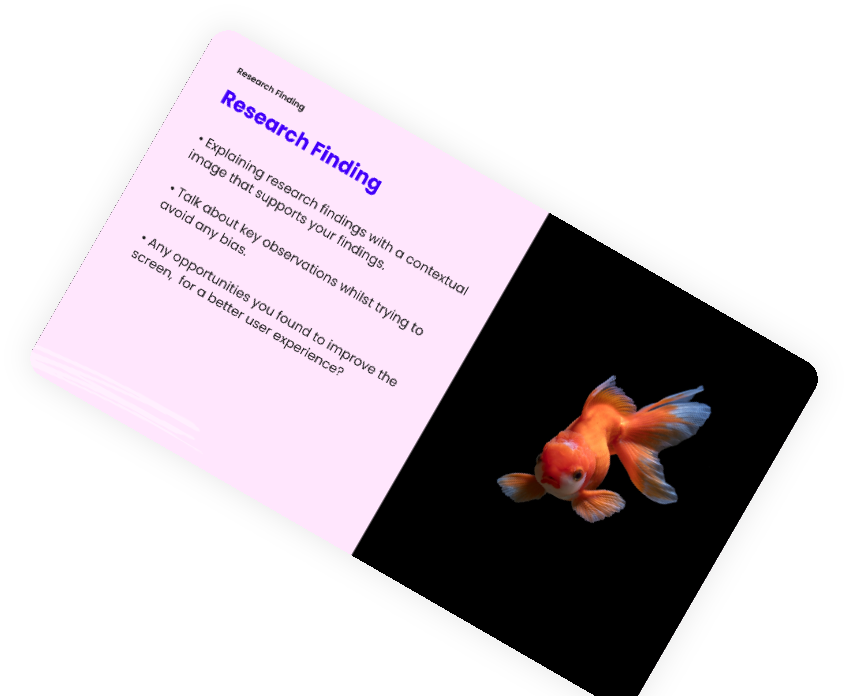 Research Finding
Research Finding
• Explaining research findings with a contextual
image that supports your findings.
• Talk about key observations whilst trying to
avoid any bias.
• Any opportunities you found to improve the
screen,  for a better user experience?